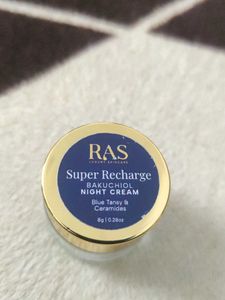 RAS
LUXURY SKINCARE
Super Recharge
BAKUCHIOL
NIGHT CREAM
Blue Tansy &
Ceramides
8g | 0.28oz